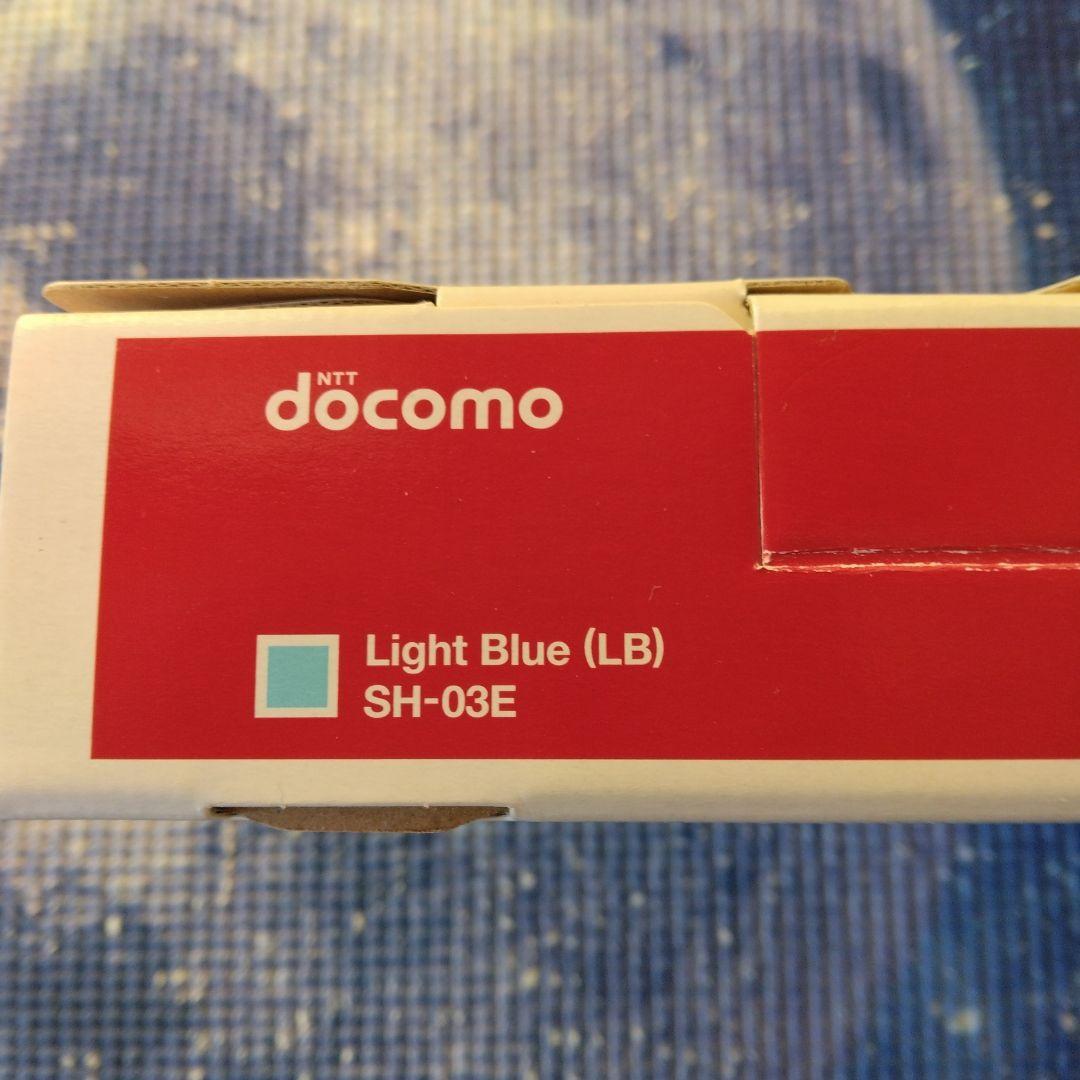 NTT
docomo
Light Blue (LB)
SH-03E